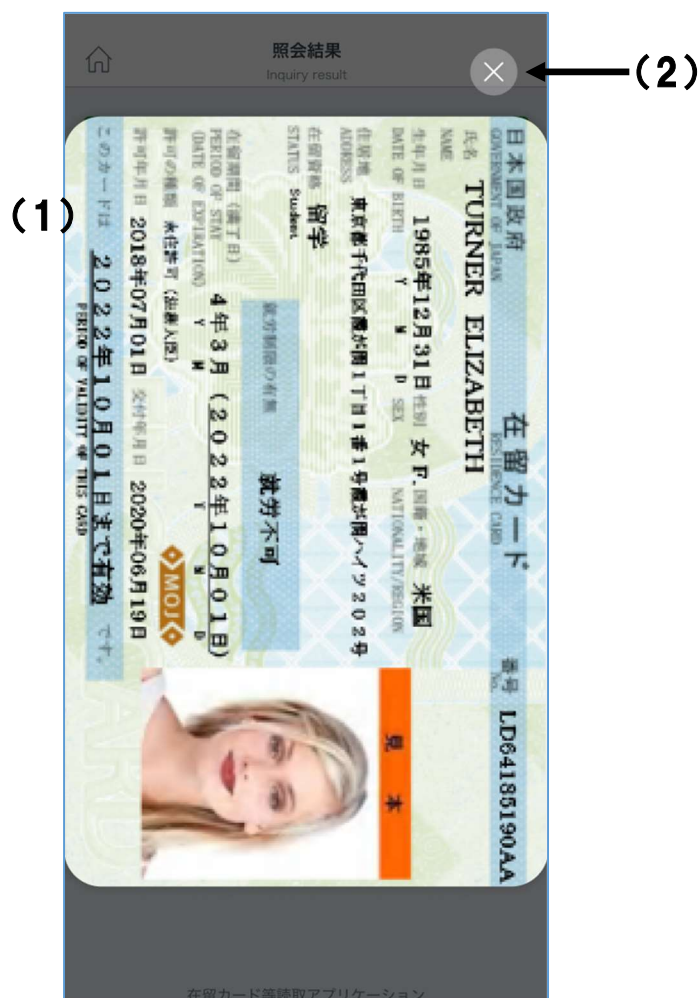 照会結果
Inquiry result
(2)
(1)
日本国政府
GOVERNMENT OF JAPAN
在留カード
RESIDENCE CARD
番号
No.
LD64185190AA
氏名
NAME
TURNER ELIZABETH
生年月日 1985年12月31日 性別 女 F. 国籍・地域 米国
DATE OF BIRTH Y M D SEX NATIONALITY/REGION
住居地 東京都千代田区霞が関1丁目1番1号霞が関ハイツ202号
ADDRESS
在留資格 留学
STATUS Student
就労制限の有無 就労不可
在留期間(満了日)
PERIOD OF STAY
(DATE OF EXPIRATION)
4年3月(2022年10月01日)
Y M Y M D
許可の種類 永住許可(法務大臣)
MOJ
許可年月日 2018年07月01日 交付年月日 2020年06月19日
このカードは 2022年10月01日まで有効 です。
PERIOD OF VALIDITY OF THIS CARD
見本
CARD
在留カード等読取アプリケーション